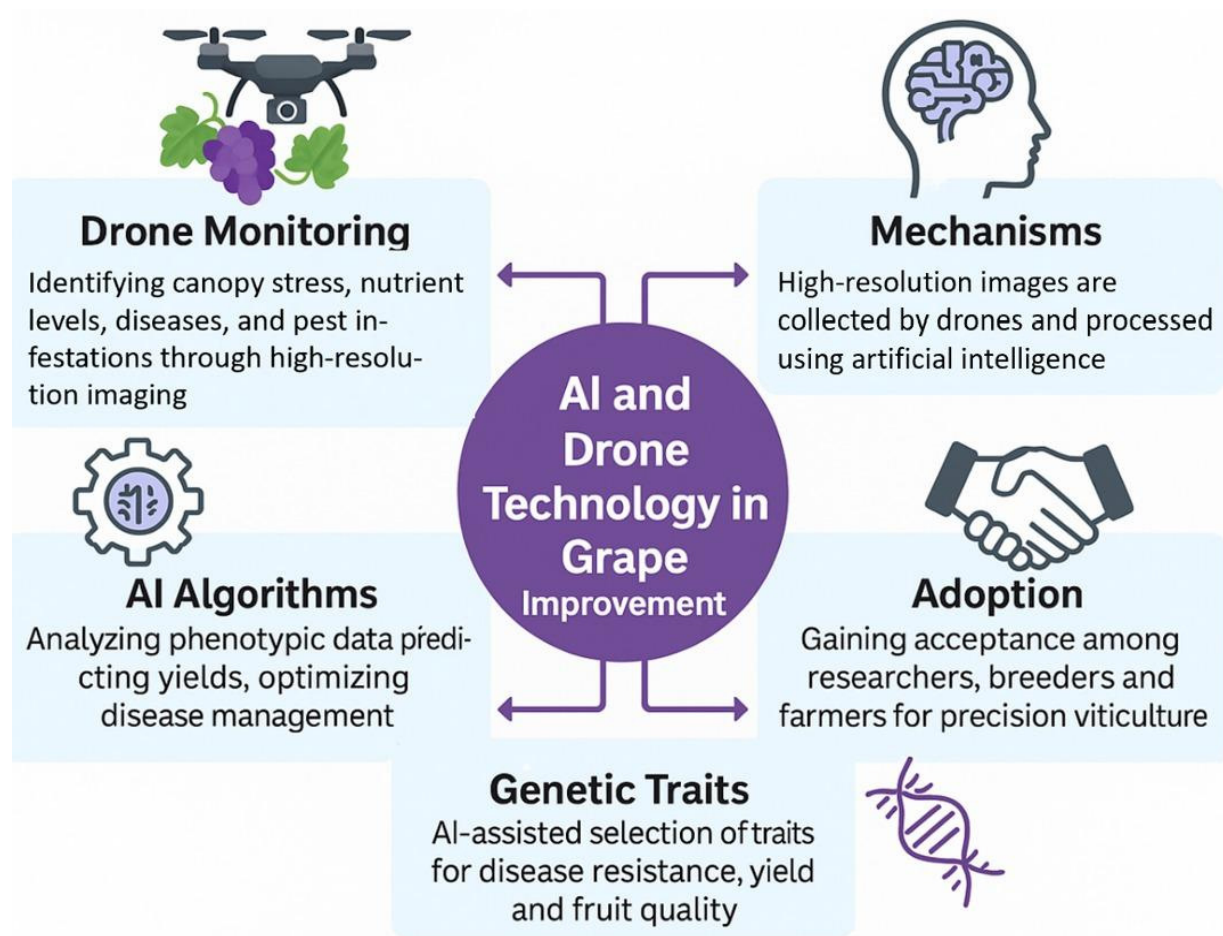 Drone Monitoring
Identifying canopy stress, nutrient
levels, diseases, and pest in-
festations through high-resolu-
tion imaging
Mechanisms
High-resolution images are
collected by drones and processed
using artificial intelligence
AI and
Drone
Technology in
Grape
Improvement
AI Algorithms
Analyzing phenotypic data predi-
cting yields, optimizing
disease management
Adoption
Gaining acceptance among
researchers, breeders and
farmers for precision viticulture
Genetic Traits
AI-assisted selection of traits
for disease resistance, yield
and fruit quality